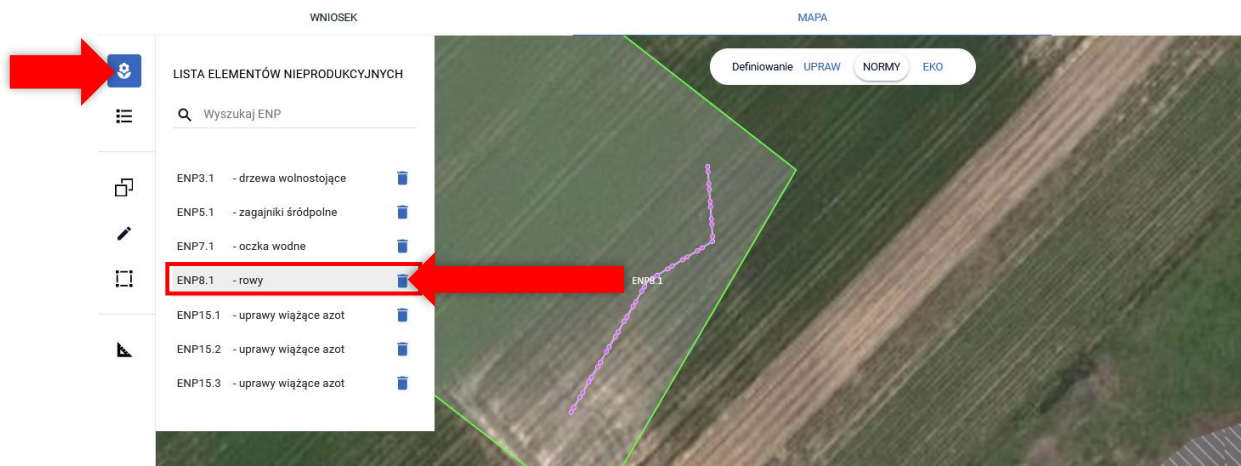 WNIOSEK
MAPA
LISTA ELEMENTÓW NIEPRODUKCYJNYCH
Wyszukaj ENP
ENP3.1 - drzewa wolnostojące
ENP5.1 - zagajniki śródpolne
ENP7.1 - oczka wodne
ENP8.1 - rowy
ENP15.1 - uprawy wiążące azot
ENP15.2 - uprawy wiążące azot
ENP15.3 - uprawy wiążące azot
Definiowanie UPRAW NORMY EKO
ENP8.1